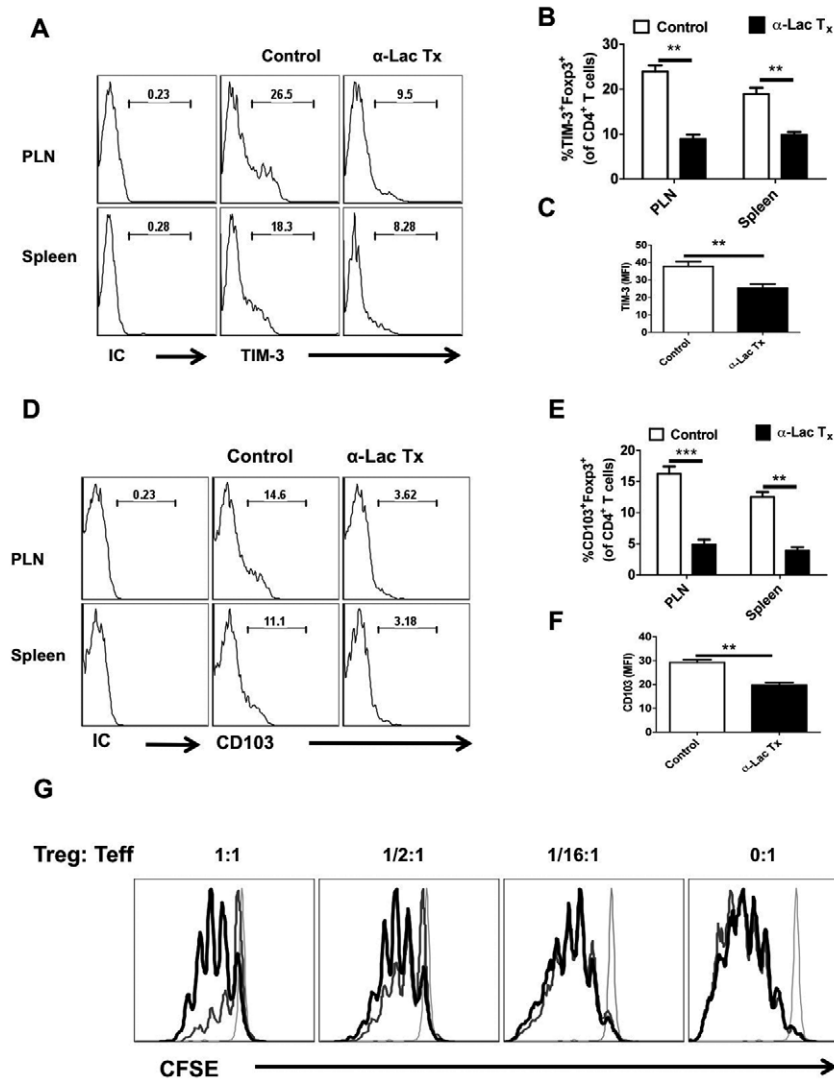 A
Control α-Lac Tx
PLN
0.23 26.5 9.5
Spleen
0.28 18.3 8.28
IC TIM-3
B
Control α-Lac Tx
%TIM-3+Foxp3+
(of CD4+ T cells)
30
20
10
0
** **
PLN Spleen
C
TIM-3 (MFI)
50
40
30
20
10
0
**
Control α-Lac Tx
D
Control α-Lac Tx
PLN
0.23 14.6 3.62
Spleen
11.1 3.18
IC CD103
E
Control α-Lac Tx
%CD103+Foxp3+
(of CD4+ T cells)
20
15
10
5
0
*** **
PLN Spleen
F
CD103 (MFI)
40
30
20
10
0
**
Control α-Lac Tx
G
Treg: Teff 1:1 1/2:1 1/16:1 0:1
CFSE